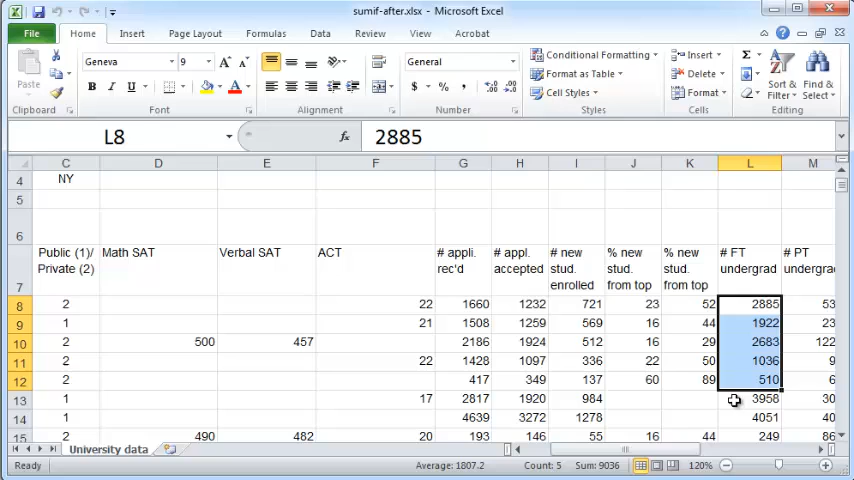 sumif-after.xlsx - Microsoft Excel
File Home Insert Page Layout Formulas Data Review View Acrobat
Paste
Geneva 9
B I U
General
$ % ,
Conditional Formatting
Format as Table
Cell Styles
Insert
Delete
Format
Sort & Filter
Find & Select
Clipboard Font Alignment Number Styles Cells Editing
L8 fx 2885
C D E F G H I J K L M
4 NY
5
6
Public (1)/ Math SAT Verbal SAT ACT # appli. # appl. # new % new % new # FT # PT
Private (2) rec'd accepted stud. stud. stud. undergrad undergra
7 enrolled from top from top
8 2 22 1660 1232 721 23 52 2885 53
9 1 21 1508 1259 569 16 44 1922 23
10 2 500 457 2186 1924 512 16 29 2683 122
11 2 22 1428 1097 336 22 50 1036 9
12 2 417 349 137 60 89 510 6
13 1 17 2817 1920 984 3958 30
14 1 4639 3272 1278 4051 40
15 2 490 482 20 193 146 55 16 44 249 86
University data
Ready Average: 1807.2 Count: 5 Sum: 9036 120%